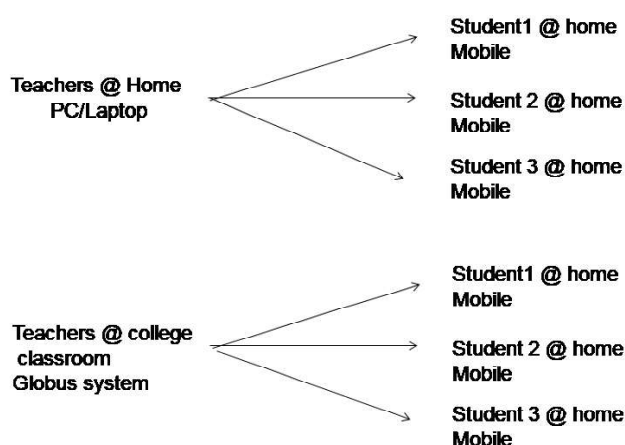 Student1 @ home
Mobile
Teachers @ Home
PC/Laptop
Student 2 @ home
Mobile
Student 3 @ home
Mobile
Student1 @ home
Mobile
Teachers @ college
classroom
Globus system
Student 2 @ home
Mobile
Student 3 @ home
Mobile